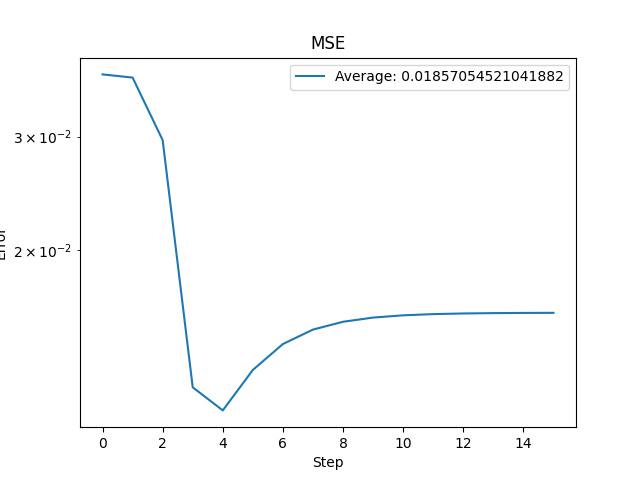 MSE
Average: 0.01857054521041882
3 × 10⁻²
2 × 10⁻²
Error
0 2 4 6 8 10 12 14
Step